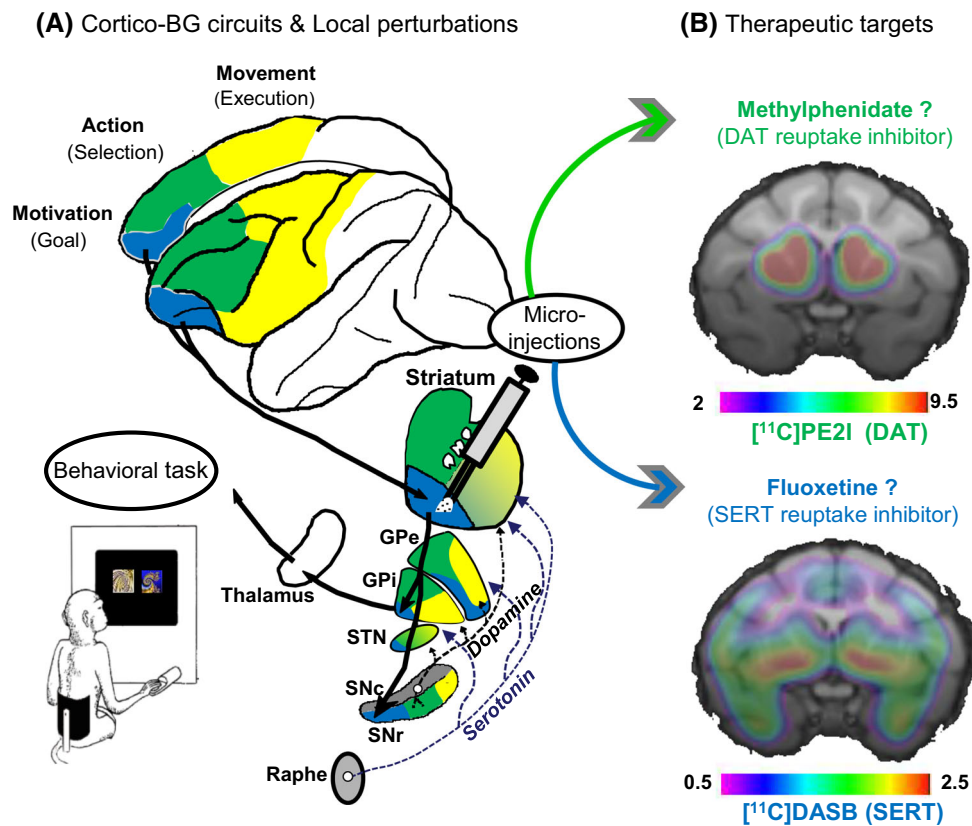 (A) Cortico-BG circuits & Local perturbations
Movement
(Execution)
Action
(Selection)
Motivation
(Goal)
Micro-
injections
Striatum
Behavioral task
GPe
GPi
Thalamus
STN
SNc
SNr
Dopamine
Serotonin
Raphe
(B) Therapeutic targets
Methylphenidate ?
(DAT reuptake inhibitor)
2 9.5
[¹¹C]PE2I (DAT)
Fluoxetine ?
(SERT reuptake inhibitor)
0.5 2.5
[¹¹C]DASB (SERT)